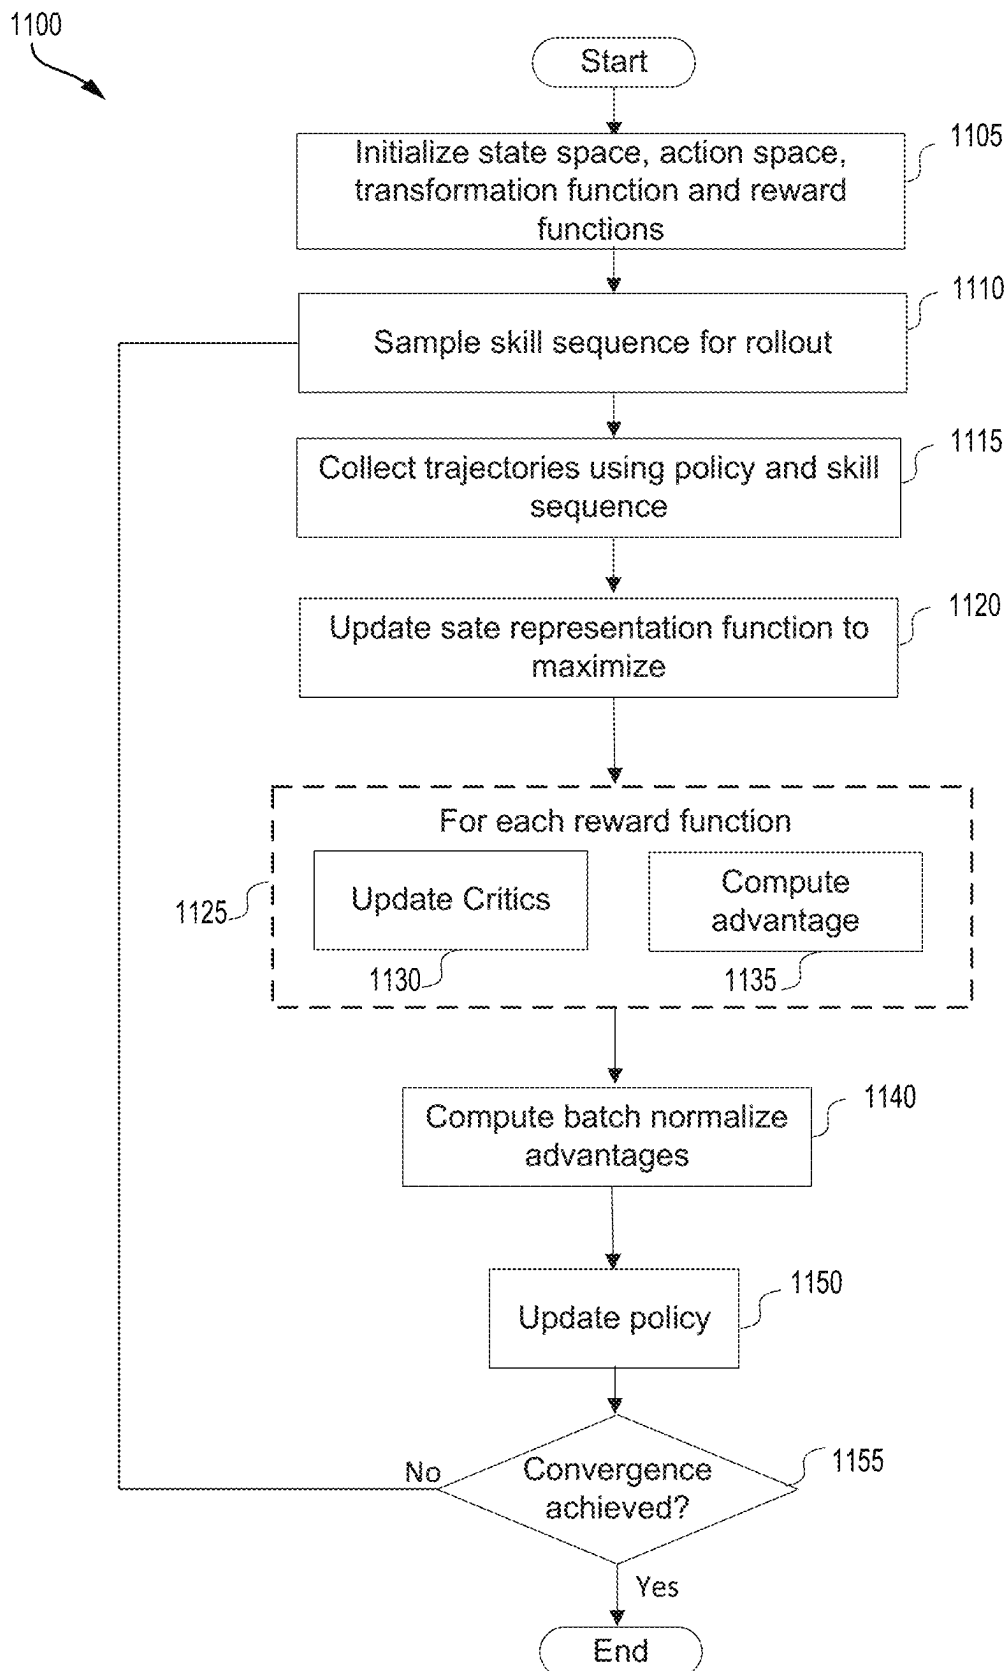 1100
Start
Initialize state space, action space,
transformation function and reward
functions
1105
Sample skill sequence for rollout
1110
Collect trajectories using policy and skill
sequence
1115
Update sate representation function to
maximize
1120
For each reward function
1125
Update Critics
1130
Compute
advantage
1135
Compute batch normalize
advantages
1140
Update policy
1150
Convergence
achieved?
1155
No
Yes
End